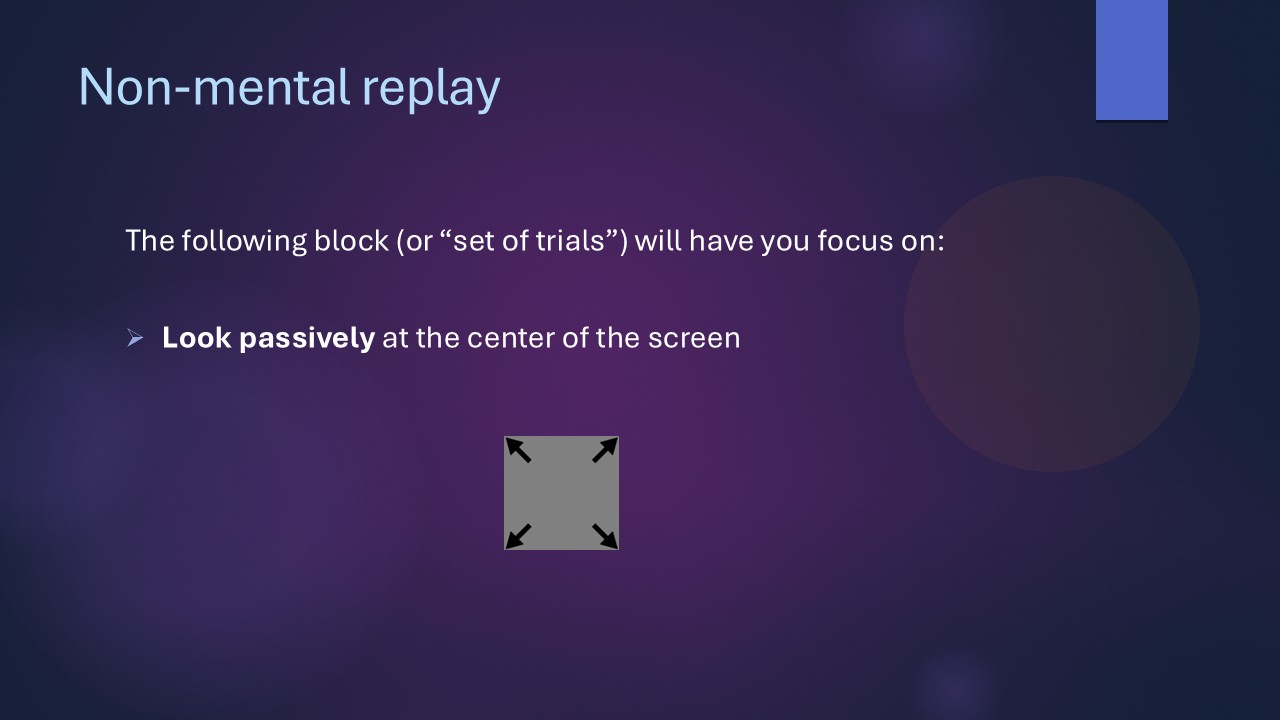 Non-mental replay
The following block (or “set of trials”) will have you focus on:
Look passively at the center of the screen